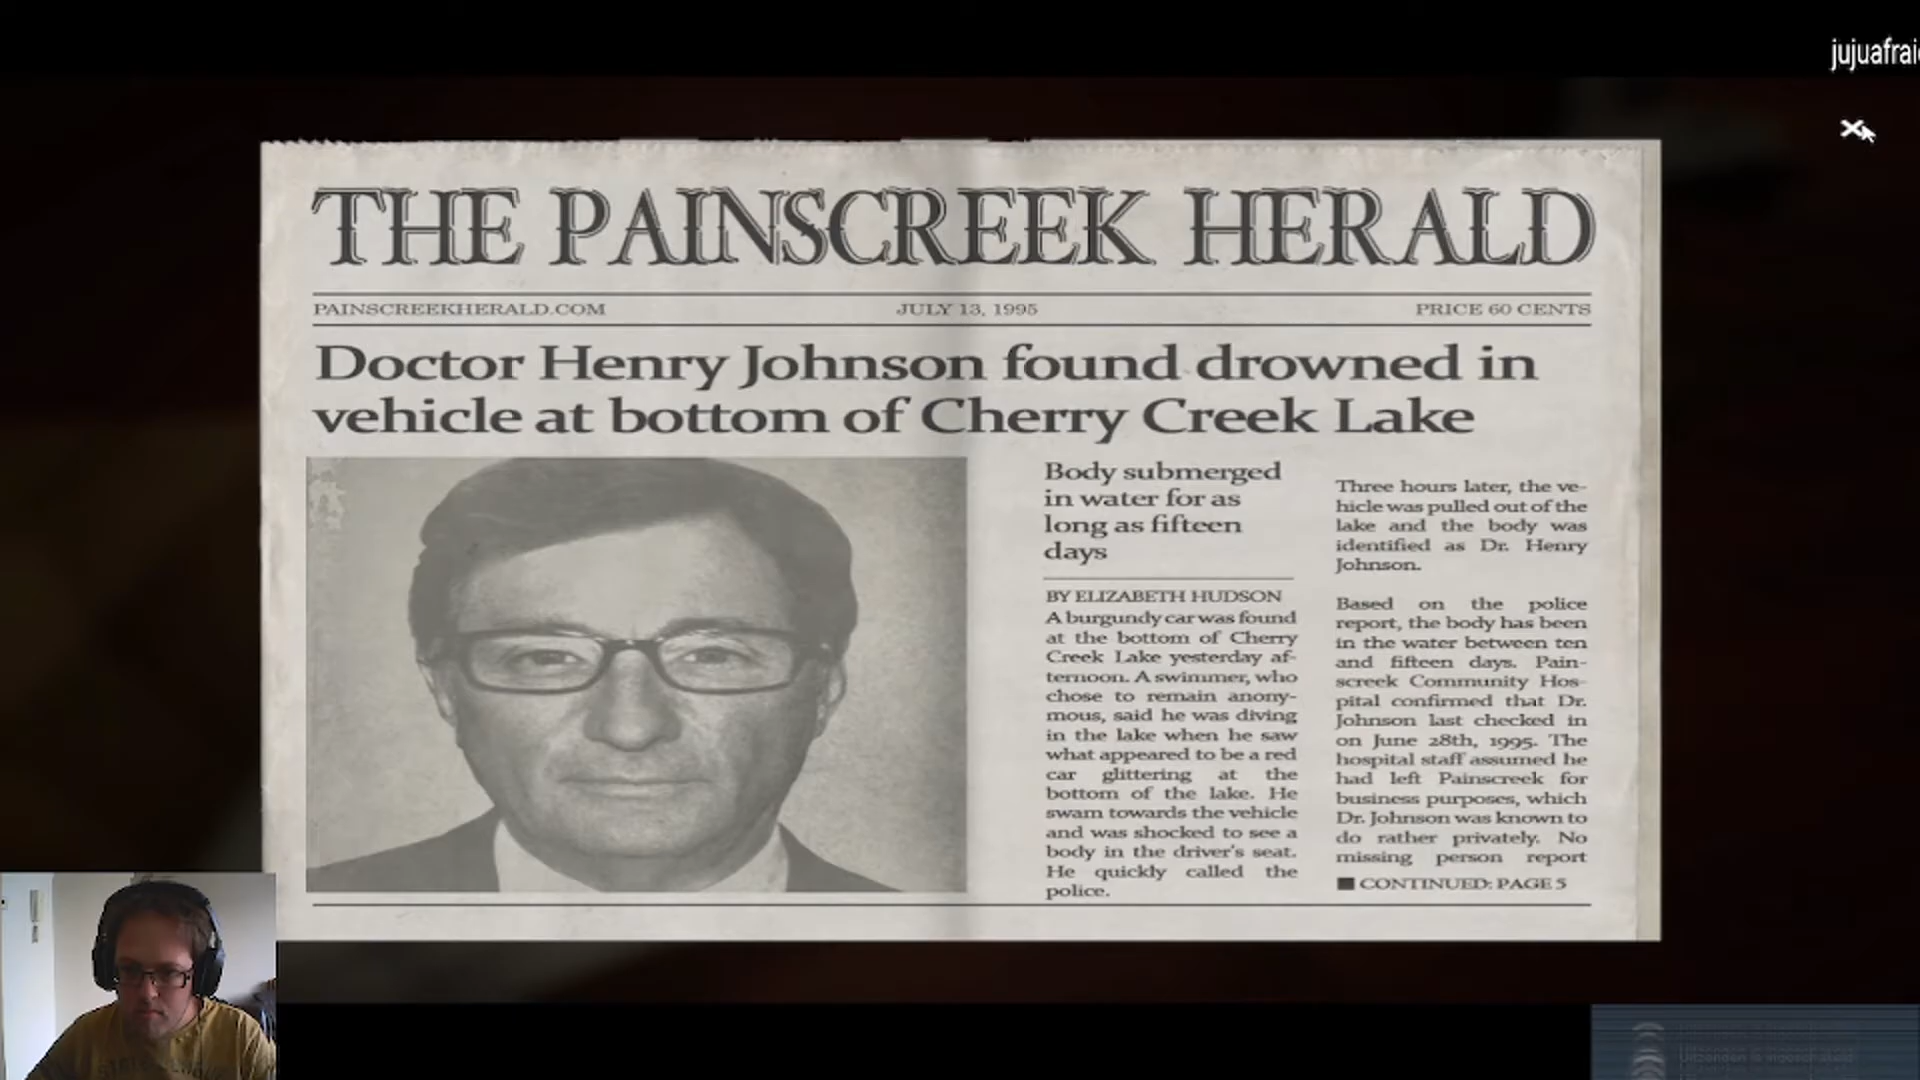 jujuafrai
THE PAINSCREEK HERALD
PAINSCREEKHERALD.COM JULY 13, 1995 PRICE 60 CENTS
Doctor Henry Johnson found drowned in
vehicle at bottom of Cherry Creek Lake
Body submerged
in water for as
long as fifteen
days
BY ELIZABETH HUDSON
A burgundy car was found
at the bottom of Cherry
Creek Lake yesterday af-
ternoon. A swimmer, who
chose to remain anony-
mous, said he was diving
in the lake when he saw
what appeared to be a red
car glittering at the
bottom of the lake. He
swam towards the vehicle
and was shocked to see a
body in the driver's seat.
He quickly called the
police.
Three hours later, the ve-
hicle was pulled out of the
lake and the body was
identified as Dr. Henry
Johnson.
Based on the police
report, the body has been
in the water between ten
and fifteen days. Pain-
screek Community Hos-
pital confirmed that Dr.
Johnson last checked in
on June 28th, 1995. The
hospital staff assumed he
had left Painscreek for
business purposes, which
Dr. Johnson was known to
do rather privately. No
missing person report
CONTINUED: PAGE 5